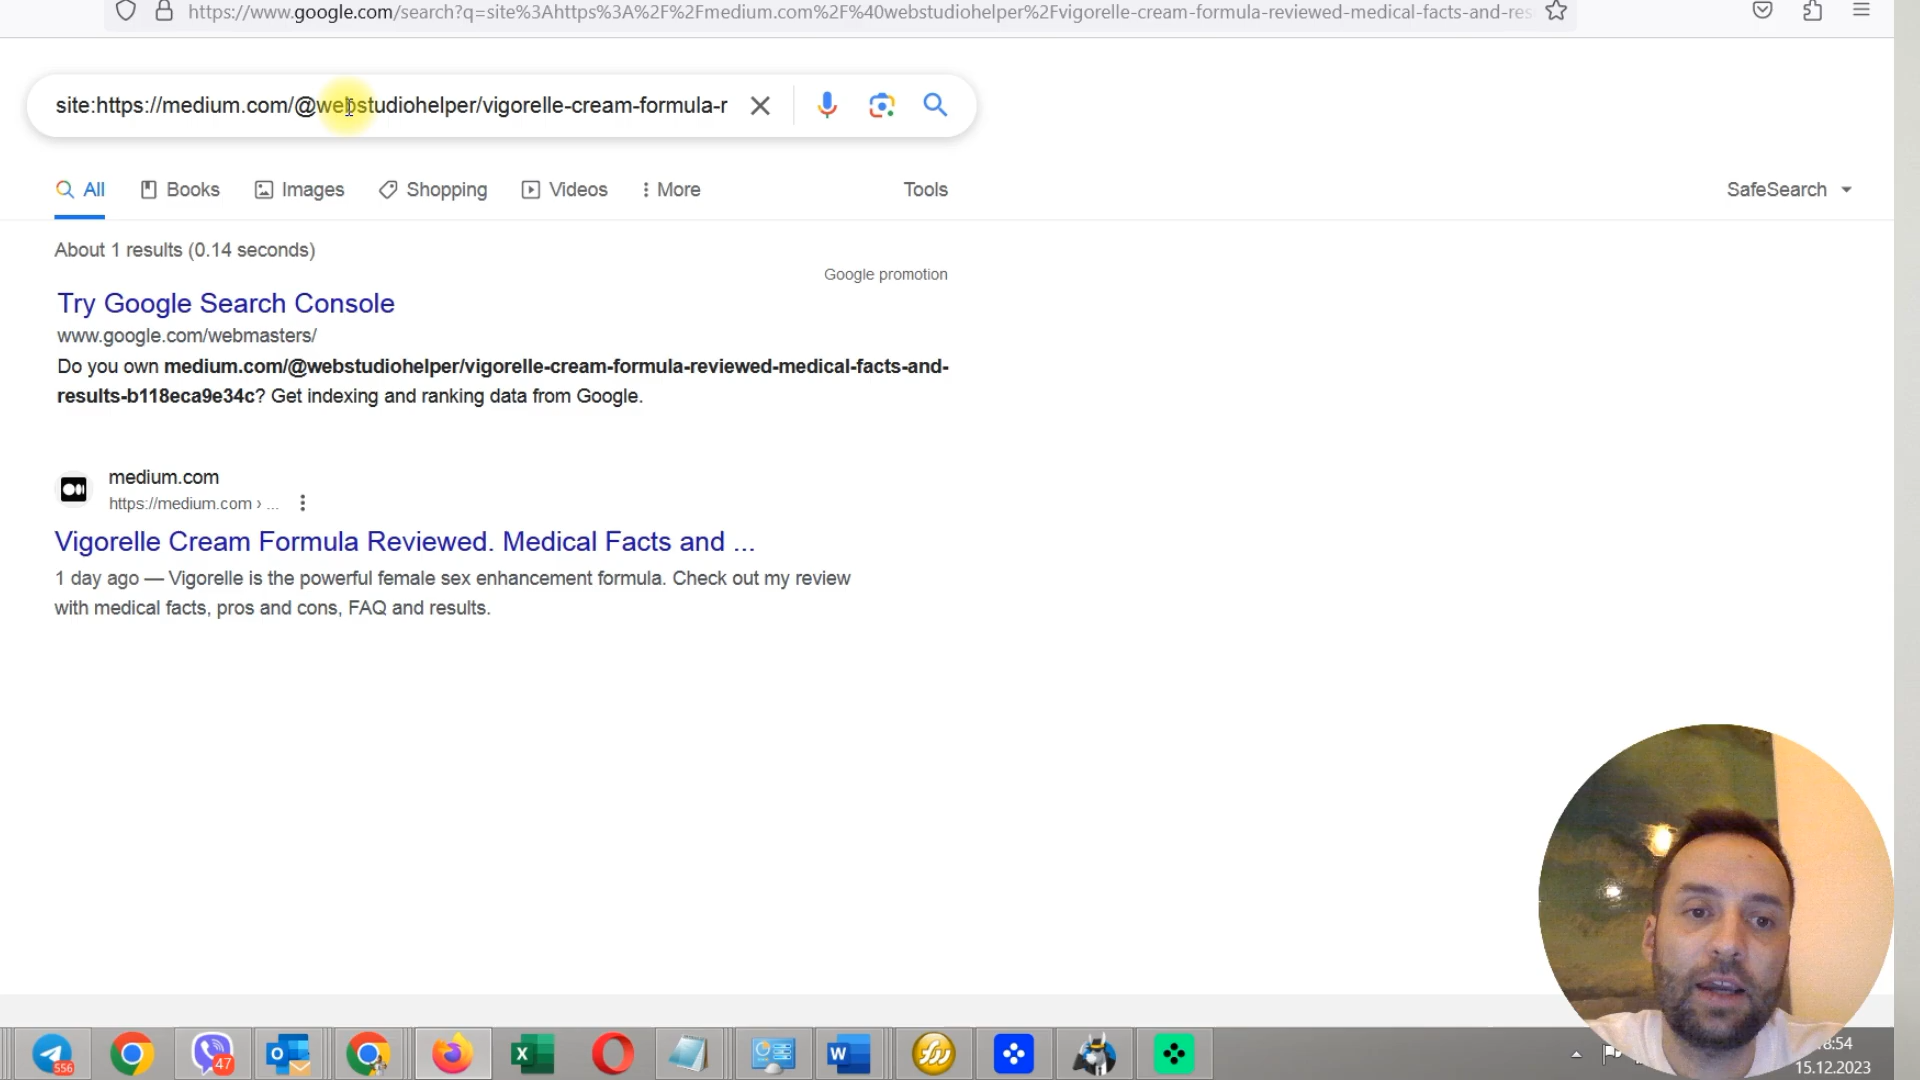 https://www.google.com/search?q=site%3Ahttps%3A%2F%2Fmedium.com%2F%40webstudiohelper%2Fvigorelle-cream-formula-reviewed-medical-facts-and-res
site:https://medium.com/@webstudiohelper/vigorelle-cream-formula-r
All Books Images Shopping Videos More Tools SafeSearch
About 1 results (0.14 seconds)
Google promotion
Try Google Search Console
www.google.com/webmasters/
Do you own medium.com/@webstudiohelper/vigorelle-cream-formula-reviewed-medical-facts-and-
results-b118eca9e34c? Get indexing and ranking data from Google.
medium.com
https://medium.com › ...
Vigorelle Cream Formula Reviewed. Medical Facts and ...
1 day ago — Vigorelle is the powerful female sex enhancement formula. Check out my review
with medical facts, pros and cons, FAQ and results.
556
47
8:54
15.12.2023